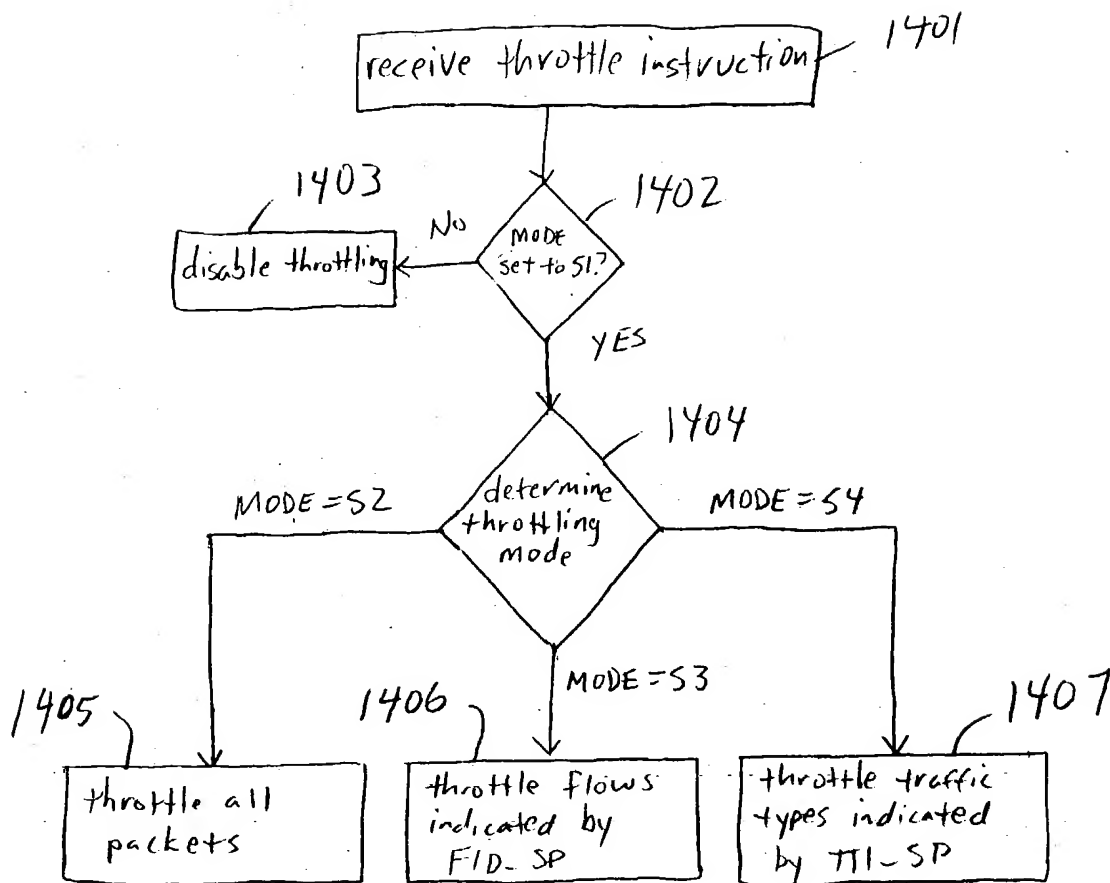 1401
receive throttle instruction
1403
1402
No
MODE
set to S1?
disable throttling
YES
1404
MODE=S2
determine
throttling
mode
MODE=S4
MODE=S3
1405
1406
1407
throttle all
packets
throttle flows
indicated by
FID_SP
throttle traffic
types indicated
by TTI_SP